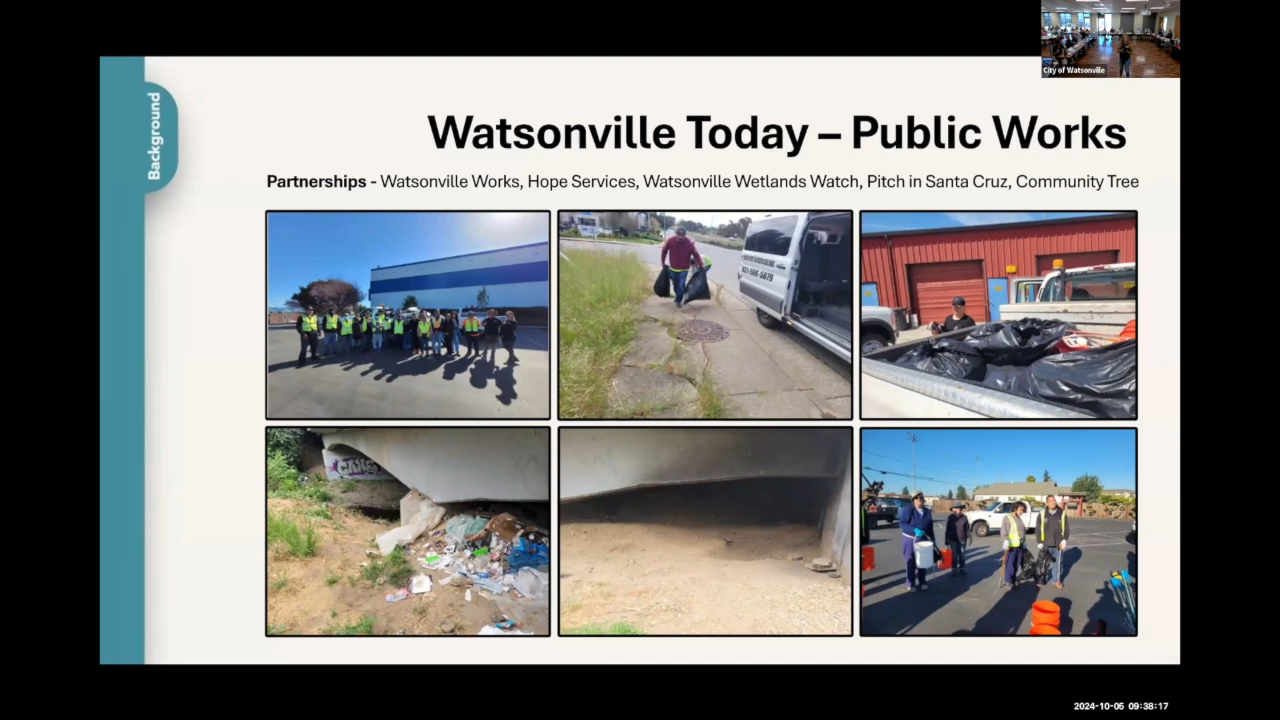 City of Watsonville
Background
Watsonville Today – Public Works
Partnerships - Watsonville Works, Hope Services, Watsonville Wetlands Watch, Pitch in Santa Cruz, Community Tree
2024-10-05 09:38:17